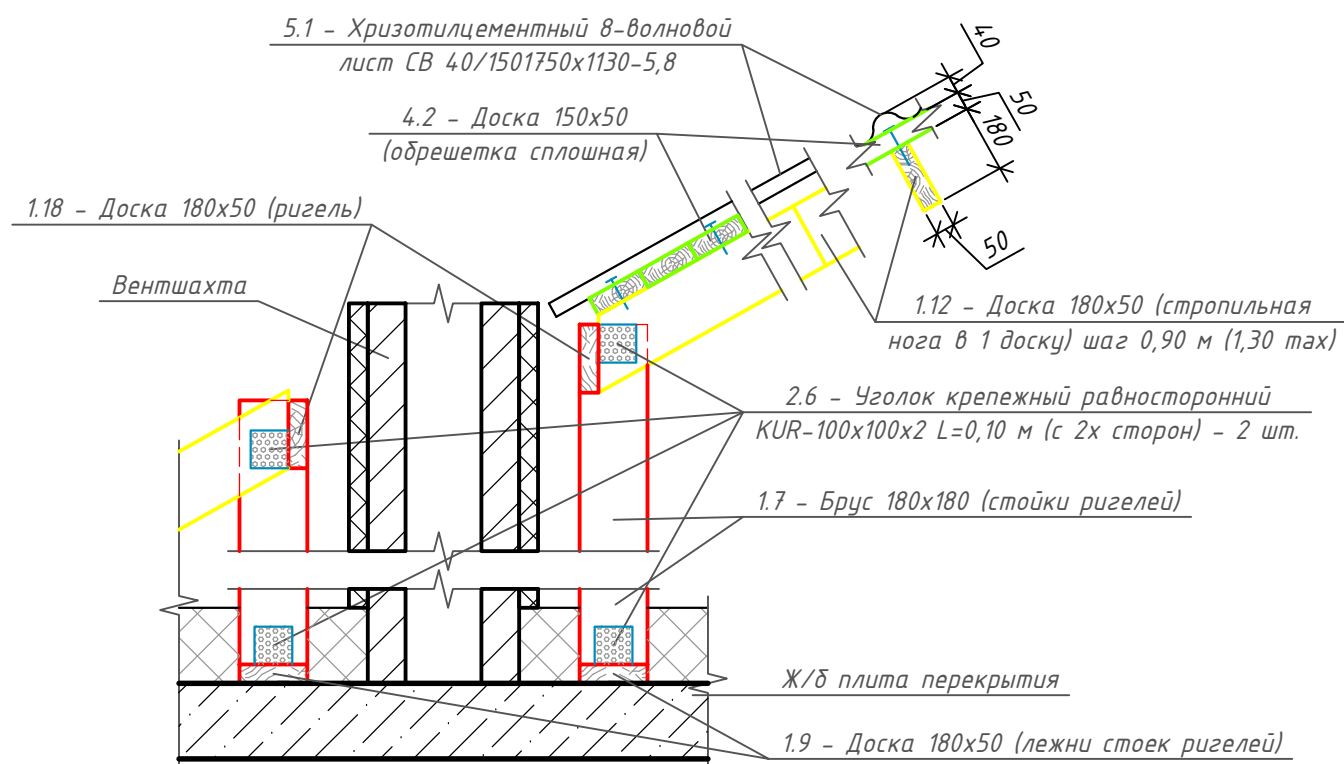 5.1 - Хризотилцементный 8-волновой
лист СВ 40/1501750х1130-5,8
4.2 - Доска 150х50
(обрешетка сплошная)
1.18 - Доска 180х50 (ригель)
Вентшахта
40
50
180
50
1.12 - Доска 180х50 (стропильная
нога в 1 доску) шаг 0,90 м (1,30 max)
2.6 - Уголок крепежный равносторонний
KUR-100х100х2 L=0,10 м (с 2х сторон) - 2 шт.
1.7 - Брус 180х180 (стойки ригелей)
Ж/б плита перекрытия
1.9 - Доска 180х50 (лежни стоек ригелей)